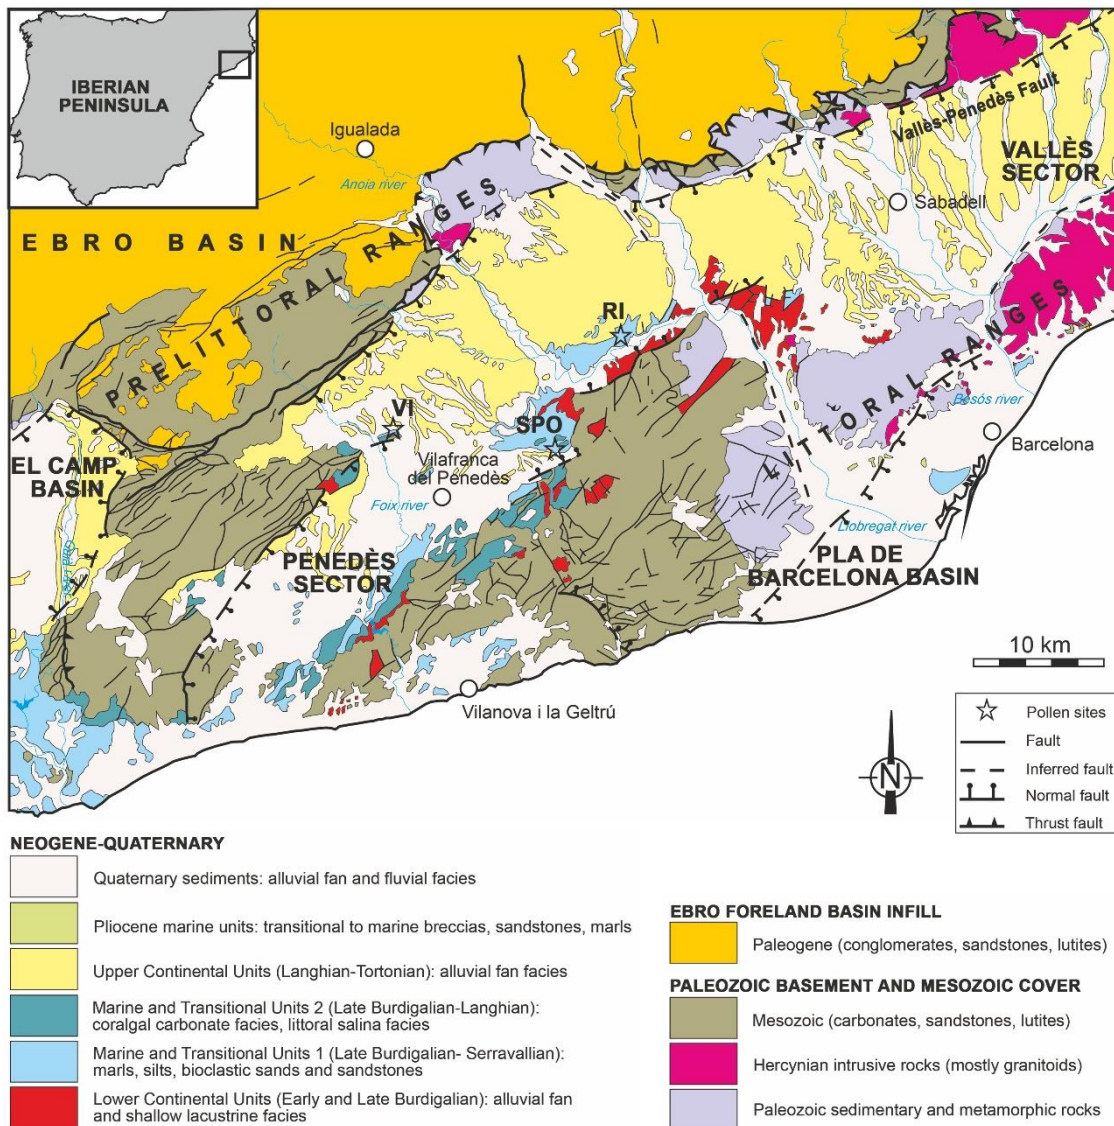 IBERIAN
PENINSULA
Igualada
Anoia river
Vallès-Penedès Fault
VALLÈS
SECTOR
Sabadell
EBRO BASIN
PRELITTORAL RANGES
RI
VI
SPO
LITTORAL RANGES
Besós river
Barcelona
EL CAMP
BASIN
Vilafranca
del Penedès
Foix river
Llobregat river
PENEDÈS
SECTOR
PLA DE
BARCELONA BASIN
10 km
Vilanova i la Geltrú
N
Pollen sites
Fault
Inferred fault
Normal fault
Thrust fault
NEOGENE-QUATERNARY
Quaternary sediments: alluvial fan and fluvial facies
Pliocene marine units: transitional to marine breccias, sandstones, marls
Upper Continental Units (Langhian-Tortonian): alluvial fan facies
Marine and Transitional Units 2 (Late Burdigalian-Langhian):
coralgal carbonate facies, littoral salina facies
Marine and Transitional Units 1 (Late Burdigalian- Serravallian):
marls, silts, bioclastic sands and sandstones
Lower Continental Units (Early and Late Burdigalian): alluvial fan
and shallow lacustrine facies
EBRO FORELAND BASIN INFILL
Paleogene (conglomerates, sandstones, lutites)
PALEOZOIC BASEMENT AND MESOZOIC COVER
Mesozoic (carbonates, sandstones, lutites)
Hercynian intrusive rocks (mostly granitoids)
Paleozoic sedimentary and metamorphic rocks